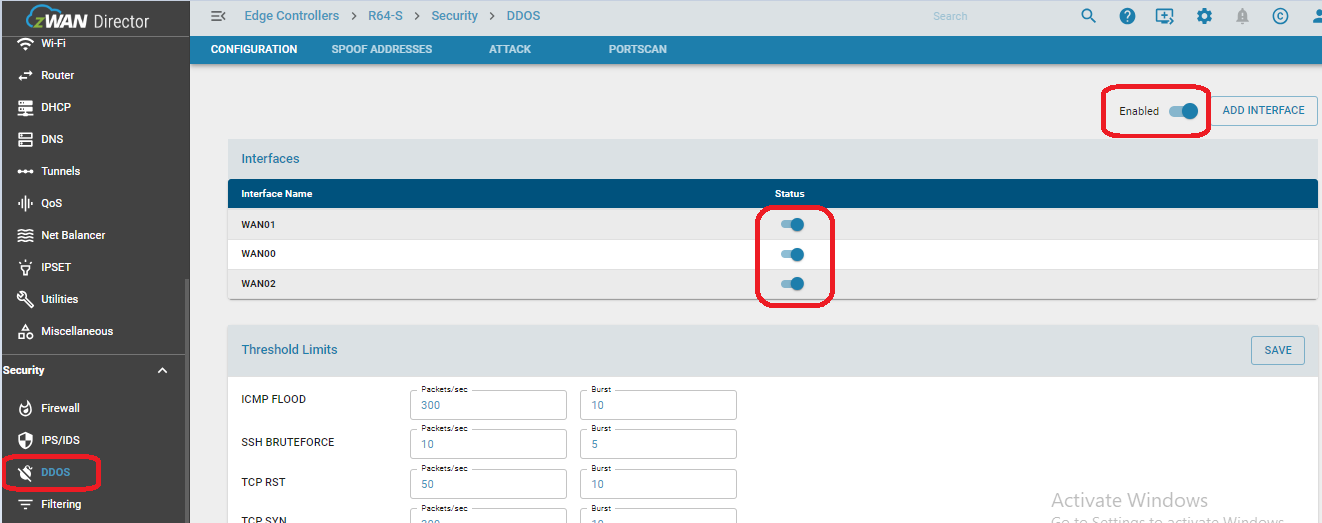 zWAN Director
Edge Controllers > R64-S > Security > DDOS
Search
CONFIGURATION SPOOF ADDRESSES ATTACK PORTSCAN
Wi-Fi
Router
DHCP
DNS
Tunnels
QoS
Net Balancer
IPSET
Utilities
Miscellaneous
Security
Firewall
IPS/IDS
DDOS
Filtering
Enabled
ADD INTERFACE
Interfaces
Interface Name Status
WAN01
WAN00
WAN02
Threshold Limits
SAVE
ICMP FLOOD
Packets/sec
300
Burst
10
SSH BRUTEFORCE
Packets/sec
10
Burst
5
TCP RST
Packets/sec
50
Burst
10
TCP SYN
Packets/sec
Burst
Activate Windows
Go to Settings to activate Windows